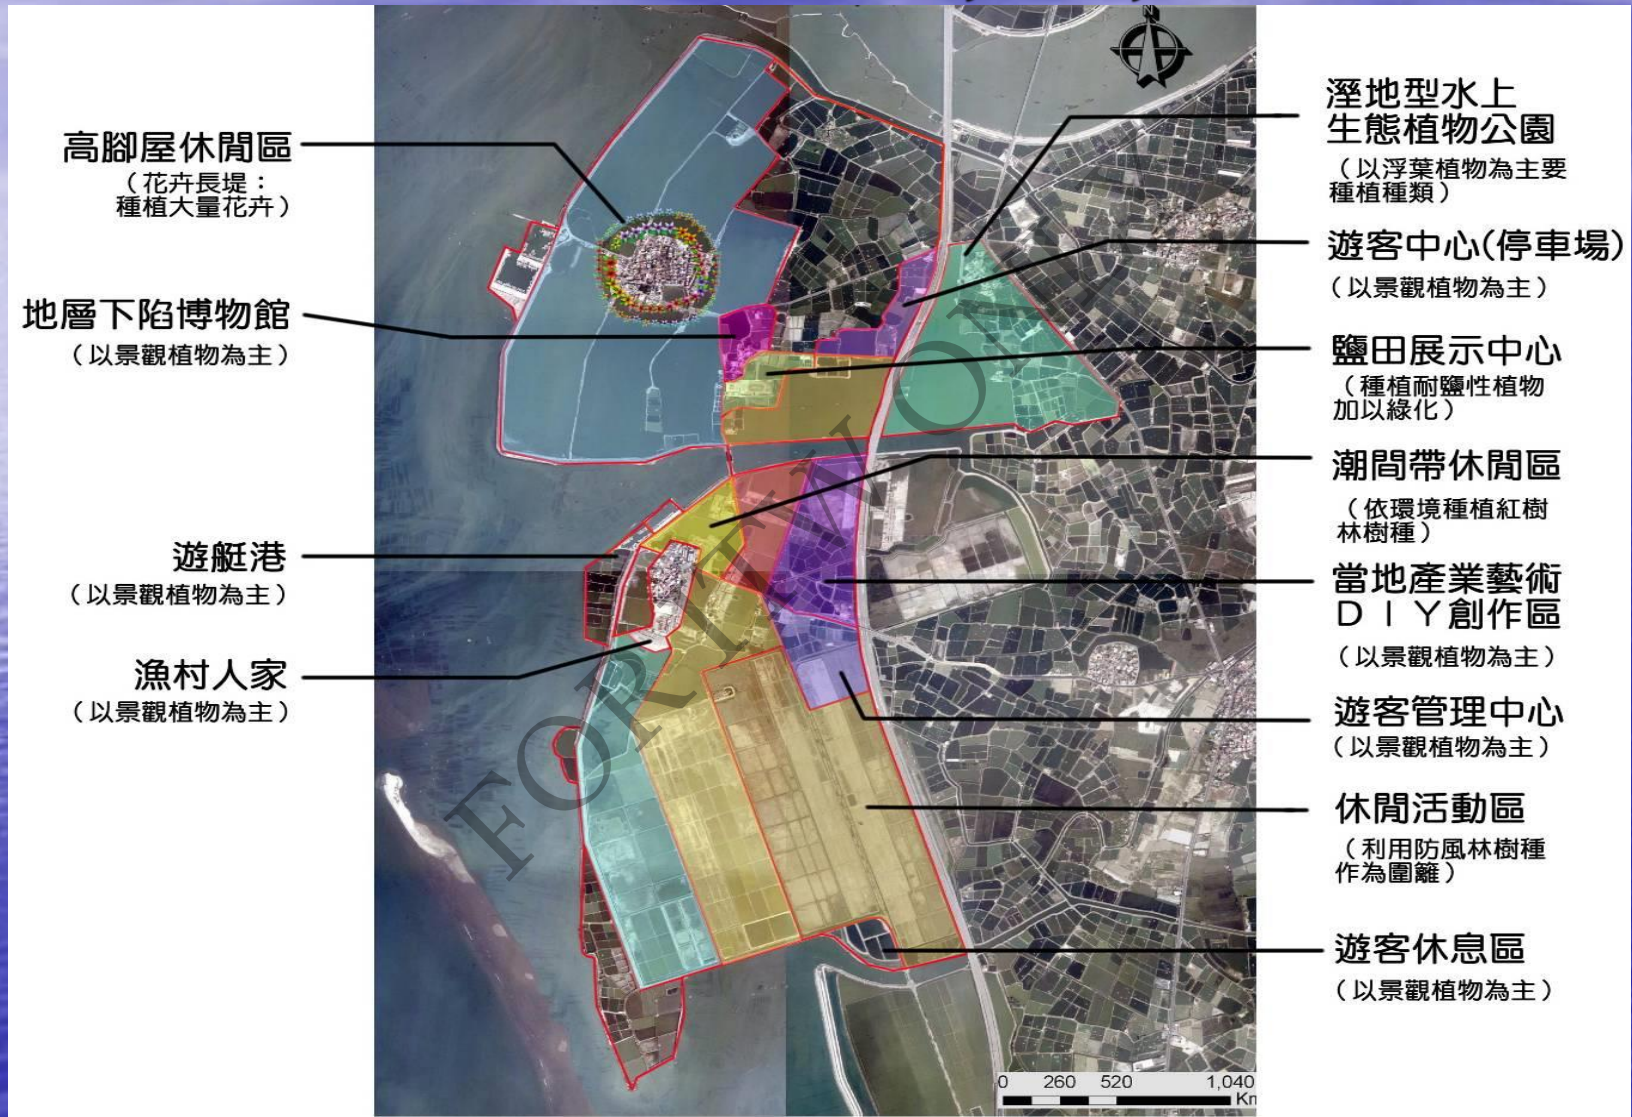 高腳屋休閒區
（花卉長堤：
種植大量花卉）
地層下陷博物館
（以景觀植物為主）
遊艇港
（以景觀植物為主）
漁村人家
（以景觀植物為主）
N
溼地型水上
生態植物公園
（以浮葉植物為主要
種植種類）
遊客中心(停車場)
（以景觀植物為主）
鹽田展示中心
（種植耐鹽性植物
加以綠化）
潮間帶休閒區
（依環境種植紅樹
林樹種）
當地產業藝術
ＤＩＹ創作區
（以景觀植物為主）
遊客管理中心
（以景觀植物為主）
休閒活動區
（利用防風林樹種
作為圍籬）
遊客休息區
（以景觀植物為主）
0 260 520 1,040